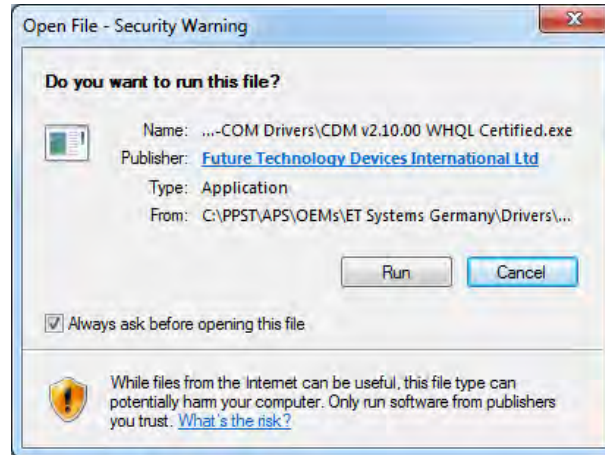 Open File - Security Warning
Do you want to run this file?
Name: ...-COM Drivers\CDM v2.10.00 WHQL Certified.exe
Publisher: Future Technology Devices International Ltd
Type: Application
From: C:\PPST\APS\OEMs\ET Systems Germany\Drivers\...
Run Cancel
Always ask before opening this file
While files from the Internet can be useful, this file type can
potentially harm your computer. Only run software from publishers
you trust. What's the risk?